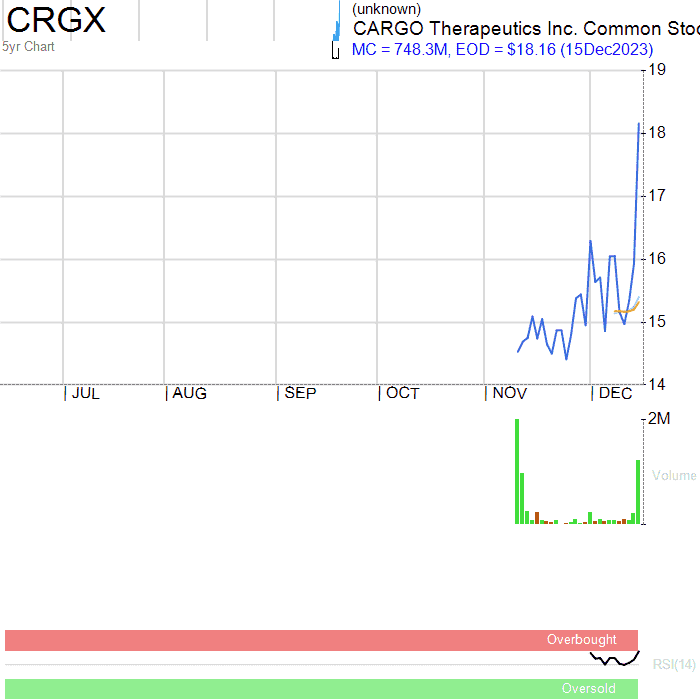 CRGX
(unknown)
CARGO Therapeutics Inc. Common Stoc
5yr Chart
MC = 748.3M, EOD = $18.16 (15Dec2023)
19
18
17
16
15
14
JUL AUG SEP OCT NOV DEC
2M
Volume
Overbought
RSI(14)
Oversold